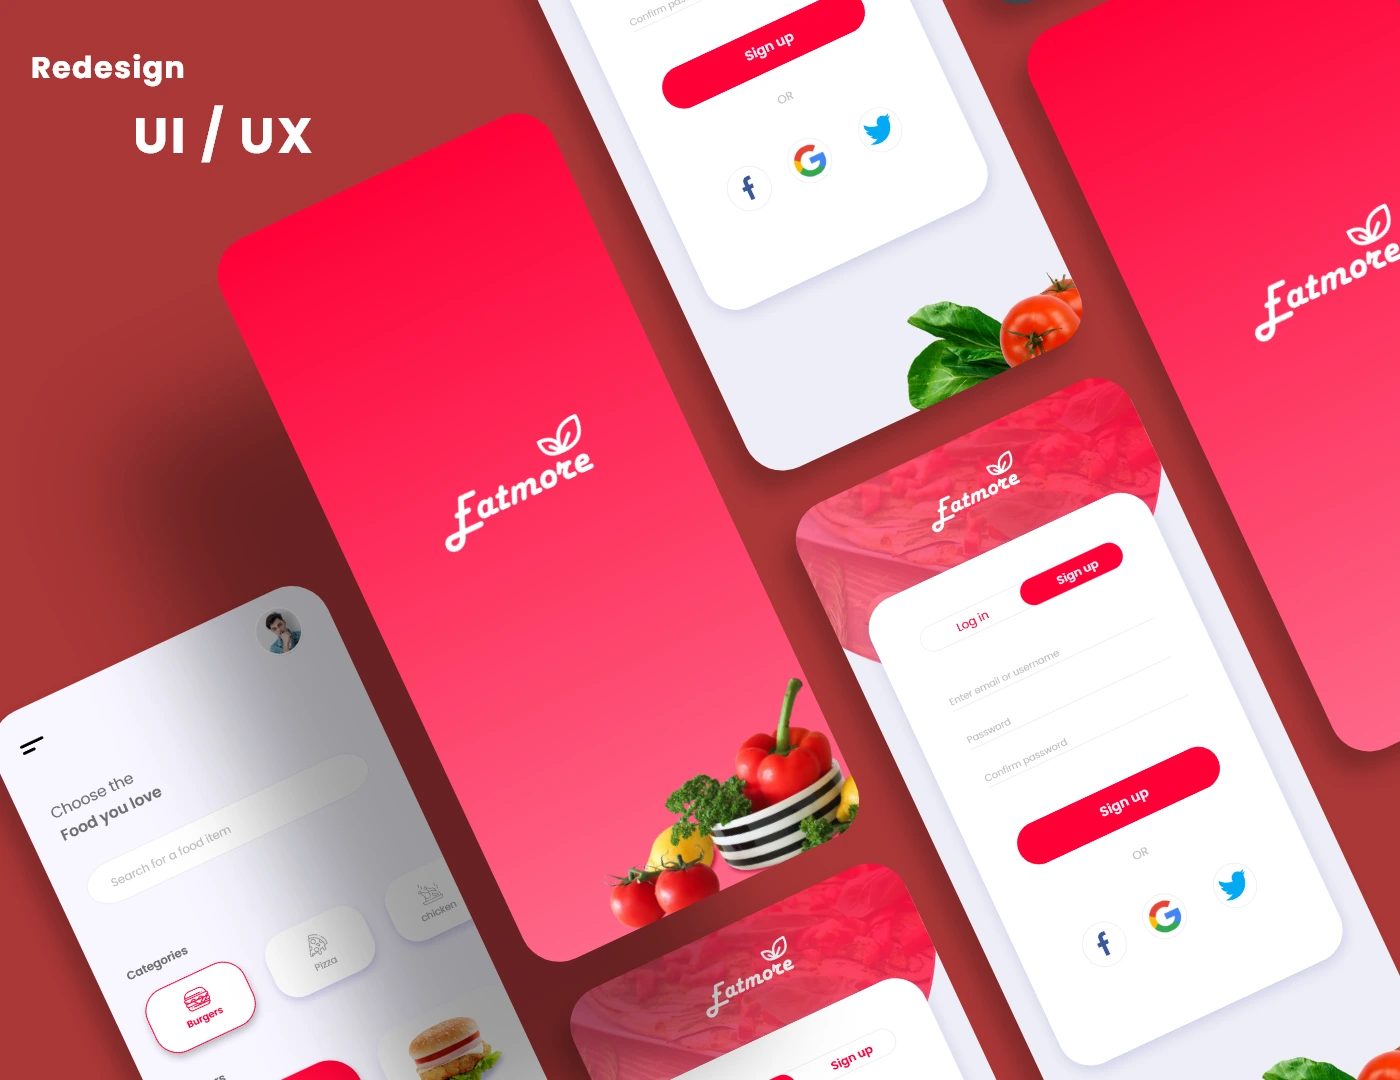 Redesign
UI / UX
Confirm pas
Sign up
OR
Eatmore
Eatmore
Eatmore
Log in
Sign up
Enter email or username
Password
Confirm password
Sign up
OR
Choose the
Food you love
Search for a food item
Categories
Burgers
Pizza
chicken
Eatmore
Sign up